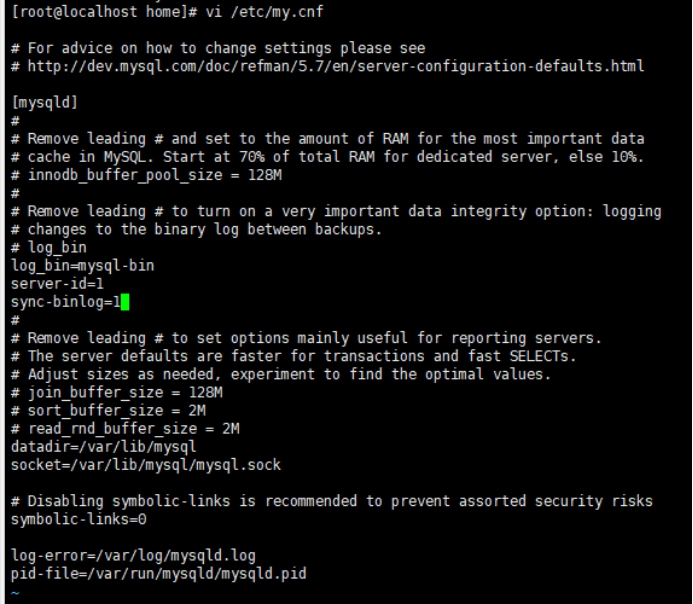 [root@localhost home]# vi /etc/my.cnf
# For advice on how to change settings please see
# http://dev.mysql.com/doc/refman/5.7/en/server-configuration-defaults.html
[mysqld]
#
# Remove leading # and set to the amount of RAM for the most important data
# cache in MySQL. Start at 70% of total RAM for dedicated server, else 10%.
# innodb_buffer_pool_size = 128M
#
# Remove leading # to turn on a very important data integrity option: logging
# changes to the binary log between backups.
# log_bin
log_bin=mysql-bin
server-id=1
sync-binlog=1
#
# Remove leading # to set options mainly useful for reporting servers.
# The server defaults are faster for transactions and fast SELECTs.
# Adjust sizes as needed, experiment to find the optimal values.
# join_buffer_size = 128M
# sort_buffer_size = 2M
# read_rnd_buffer_size = 2M
datadir=/var/lib/mysql
socket=/var/lib/mysql/mysql.sock
# Disabling symbolic-links is recommended to prevent assorted security risks
symbolic-links=0
log-error=/var/log/mysqld.log
pid-file=/var/run/mysqld/mysqld.pid
~